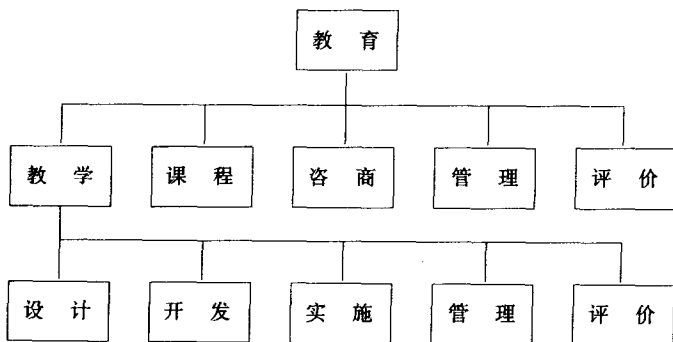 教 育
教 学 课 程 咨 商 管 理 评 价
设 计 开 发 实 施 管 理 评 价